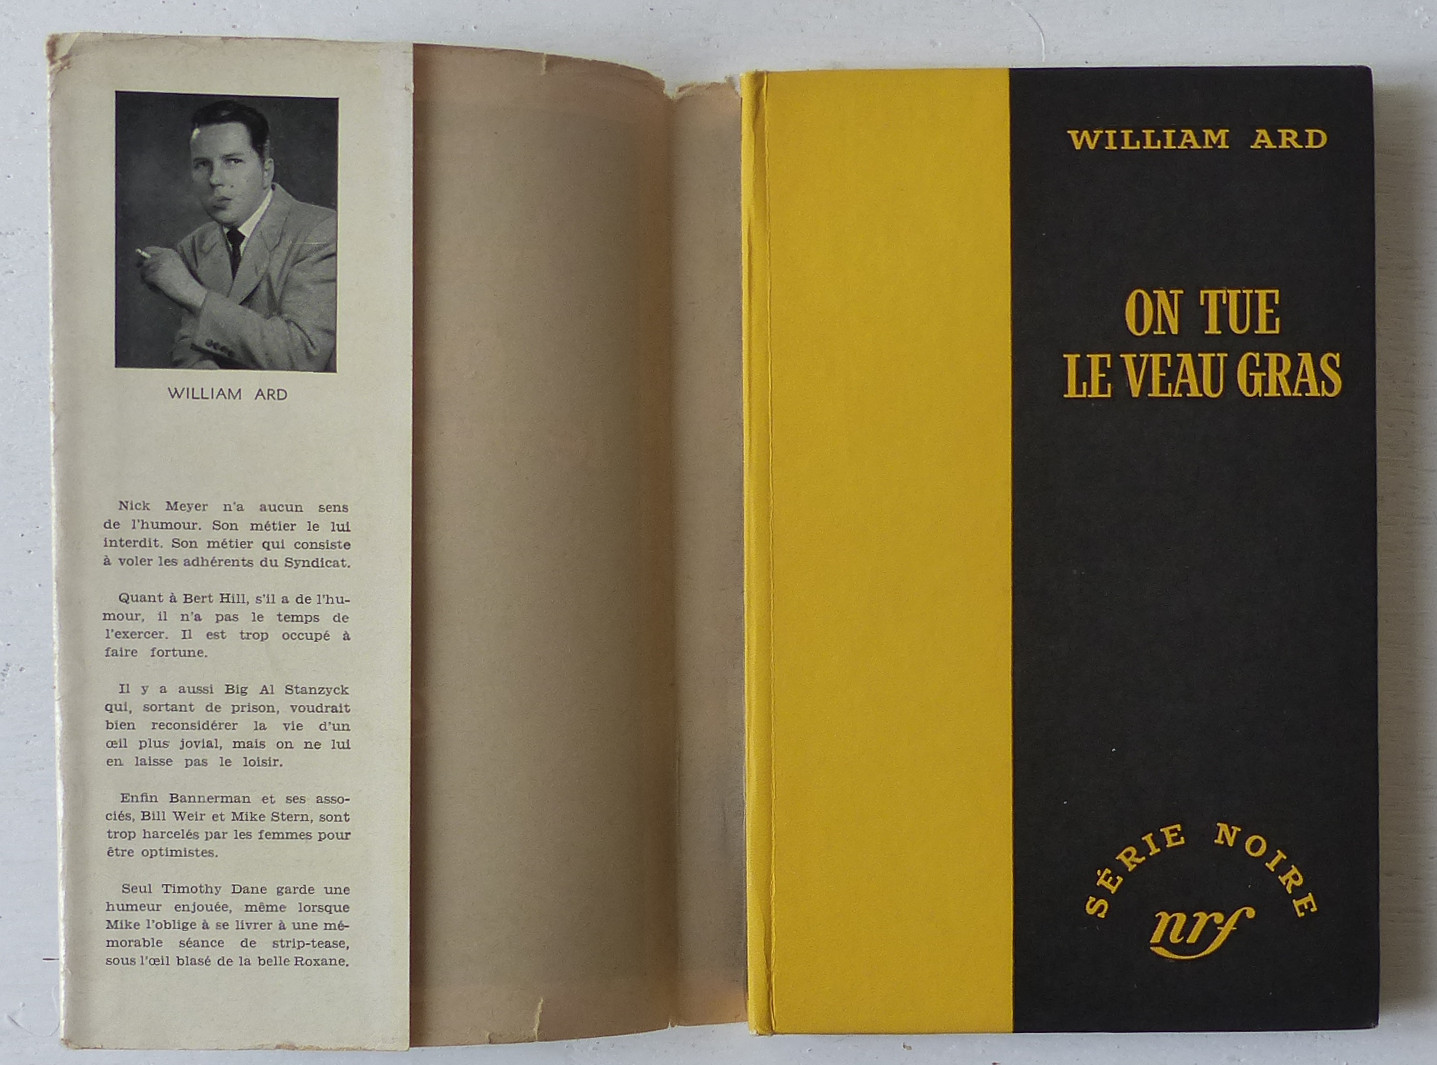 WILLIAM ARD
Nick Meyer n'a aucun sens
de l'humour. Son métier le lui
interdit. Son métier qui consiste
à voler les adhérents du Syndicat.
Quant à Bert Hill, s'il a de l'hu-
mour, il n'a pas le temps de
l'exercer. Il est trop occupé à
faire fortune.
Il y a aussi Big Al Stanzyck
qui, sortant de prison, voudrait
bien reconsidérer la vie d'un
œil plus jovial, mais on ne lui
en laisse pas le loisir.
Enfin Bannerman et ses asso-
ciés, Bill Weir et Mike Stern, sont
trop harcelés par les femmes pour
être optimistes.
Seul Timothy Dane garde une
humeur enjouée, même lorsque
Mike l'oblige à se livrer à une mé-
morable séance de strip-tease,
sous l'œil blasé de la belle Roxane.
WILLIAM ARD
ON TUE
LE VEAU GRAS
SÉRIE NOIRE
nrf